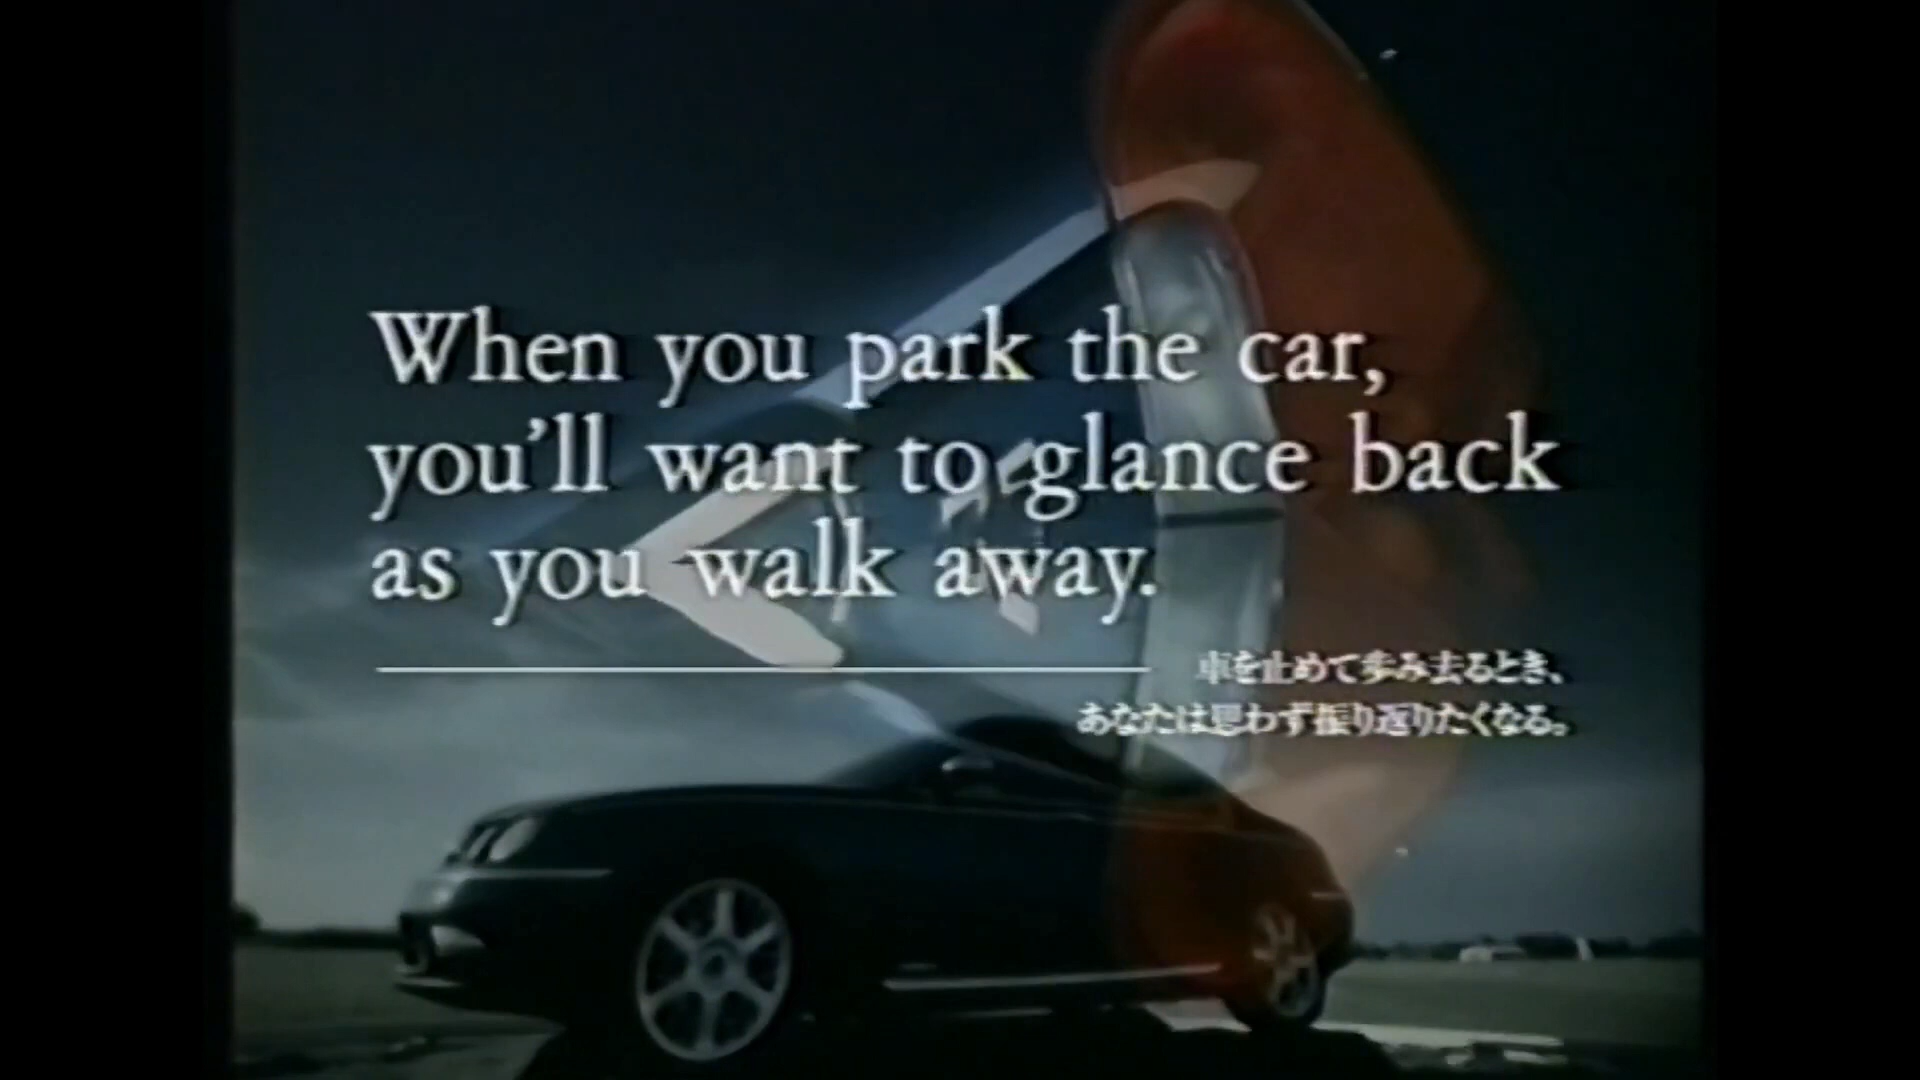 When you park the car,
you'll want to glance back
as you walk away.
車を止めて歩み去るとき、
あなたは思わず振り返りたくなる。